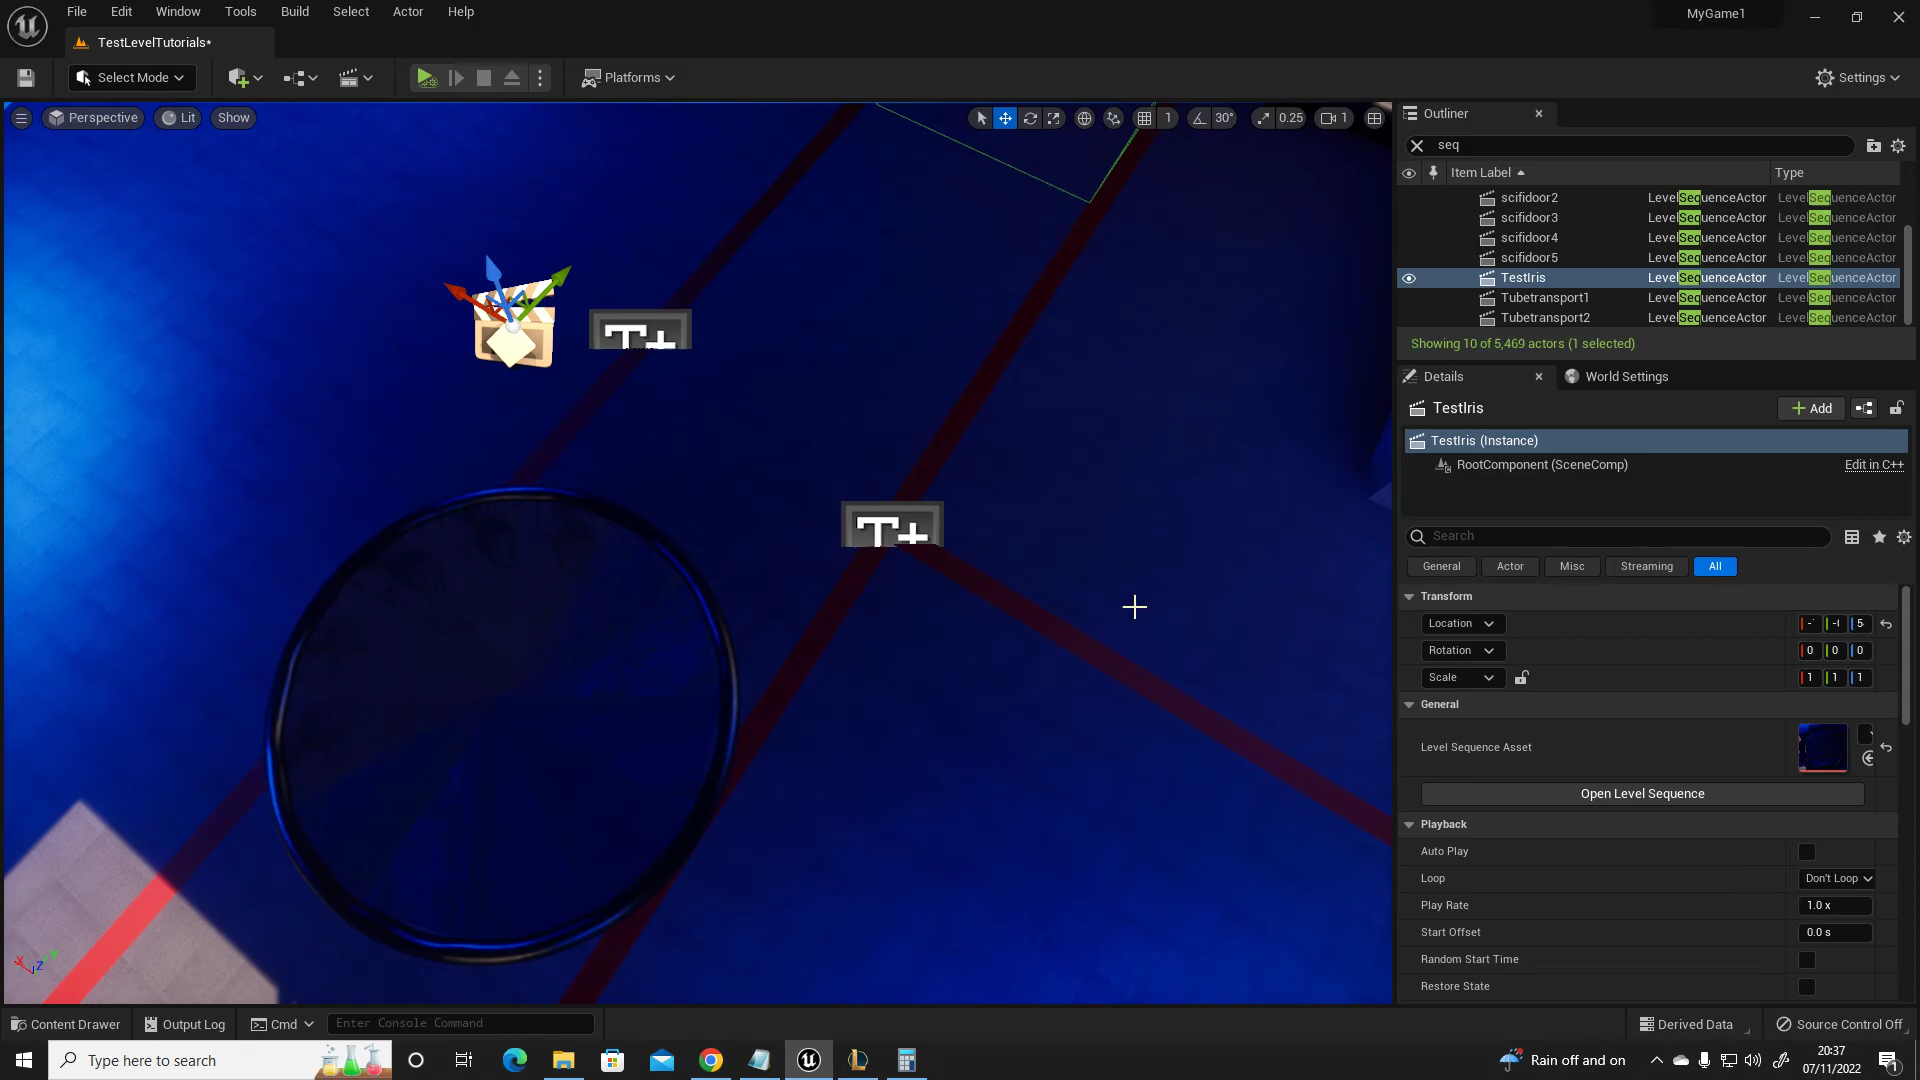 File Edit Window Tools Build Select Actor Help
MyGame1
TestLevelTutorials*
Select Mode
Platforms
Settings
Perspective Lit Show
1 30° 0.25 1
Outliner
seq
Item Label Type
scifidoor2 LevelSequenceActor LevelSequenceActor
scifidoor3 LevelSequenceActor LevelSequenceActor
scifidoor4 LevelSequenceActor LevelSequenceActor
scifidoor5 LevelSequenceActor LevelSequenceActor
TestIris LevelSequenceActor LevelSequenceActor
Tubetransport1 LevelSequenceActor LevelSequenceActor
Tubetransport2 LevelSequenceActor LevelSequenceActor
Showing 10 of 5,469 actors (1 selected)
Details World Settings
TestIris
Add
TestIris (Instance)
RootComponent (SceneComp) Edit in C++
Search
General Actor Misc Streaming All
Transform
Location
Rotation 0 0 0
Scale 1 1 1
General
Level Sequence Asset
Open Level Sequence
Playback
Auto Play
Loop Don't Loop
Play Rate 1.0 x
Start Offset 0.0 s
Random Start Time
Restore State
T+
T+
X Z Y
Content Drawer Output Log Cmd Enter Console Command
Derived Data Source Control Off
Type here to search
Rain off and on
20:37
07/11/2022
1